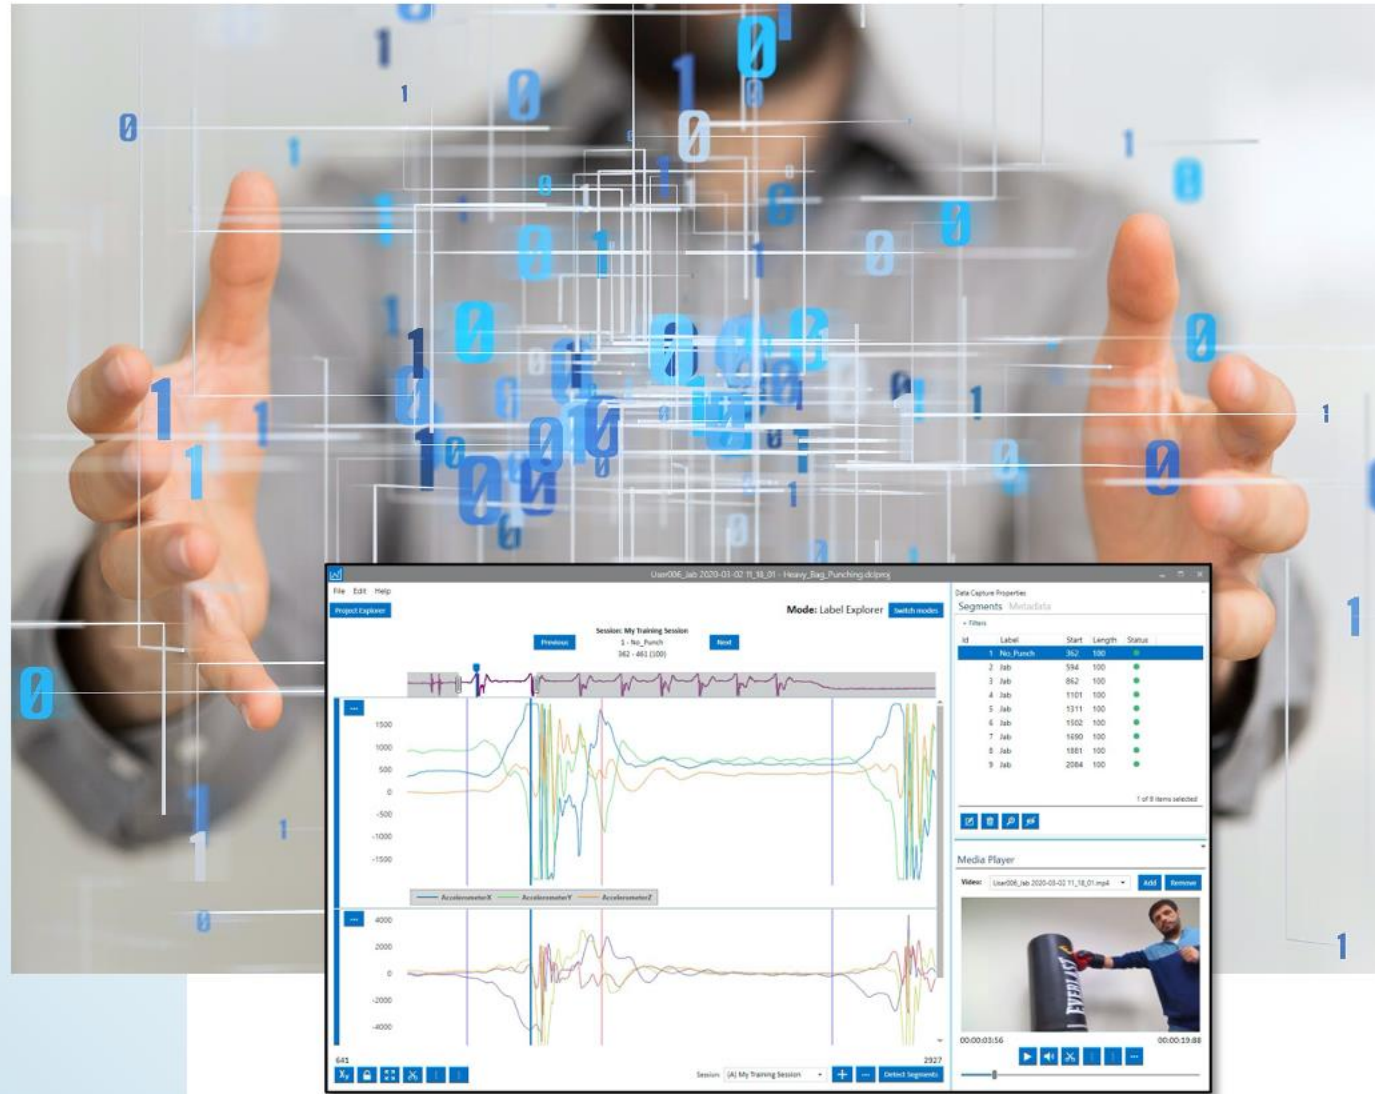 User006_Jab 2020-03-02 11_18_01 - Heavy_Bag_Punching.dclproj
File Edit Help
Project Explorer
Mode: Label Explorer
Switch modes
Session: My Training Session
Previous
1 - No_Punch
Next
362 - 461 (100)
1500
1000
500
0
-500
-1000
-1500
AccelerometerX AccelerometerY AccelerometerZ
4000
2000
0
-2000
-4000
641
2927
Session (A) My Training Session
Detect Segments
Data Capture Properties
Segments Metadata
Filters
Id Label Start Length Status
1 No_Punch 362 100
2 Jab 594 100
3 Jab 862 100
4 Jab 1101 100
5 Jab 1311 100
6 Jab 1502 100
7 Jab 1690 100
8 Jab 1881 100
9 Jab 2084 100
items selected
Media Player
Video: User006_Jab 2020-03-02 11_18_01.mp4
Add Remove
EVERLAST
00:00:03:56
00:00:19:88